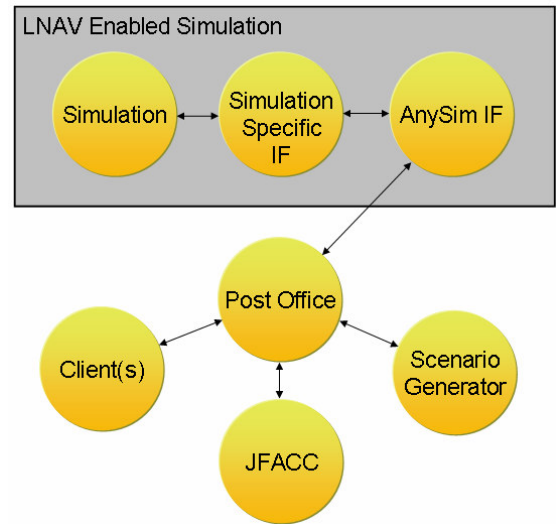 LNAV Enabled Simulation
Simulation
Simulation
Specific
IF
AnySim IF
Post Office
Client(s)
Scenario
Generator
JFACC